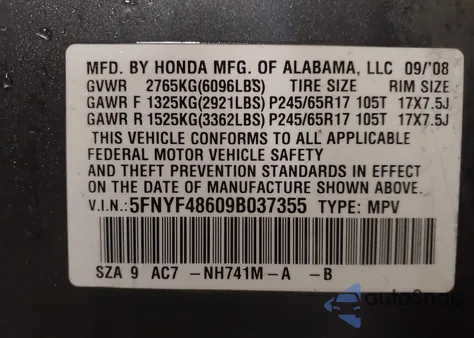 MFD. BY HONDA MFG. OF ALABAMA, LLC 09/'08
GVWR 2765KG(6096LBS) TIRE SIZE RIM SIZE
GAWR F 1325KG(2921LBS) P245/65R17 105T 17X7.5J
GAWR R 1525KG(3362LBS) P245/65R17 105T 17X7.5J
THIS VEHICLE CONFORMS TO ALL APPLICABLE
FEDERAL MOTOR VEHICLE SAFETY
AND THEFT PREVENTION STANDARDS IN EFFECT
ON THE DATE OF MANUFACTURE SHOWN ABOVE.
V.I.N.: 5FNYF48609B037355 TYPE: MPV
SZA 9 AC7 -NH741M-A -B
autoSnap